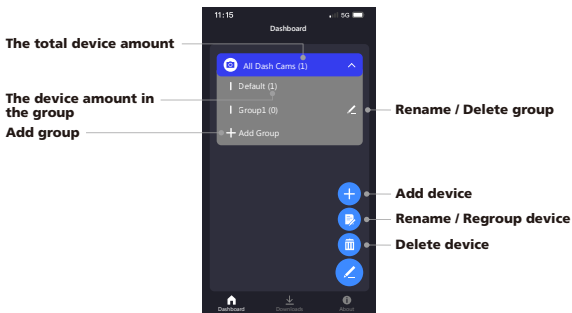 11:15
5G
Dashboard
The total device amount
All Dash Cams (1)
Default (1)
The device amount in
the group
Group1 (0)
Rename / Delete group
Add group
Add Group
Add device
Rename / Regroup device
Delete device
Dashboard
Downloads
About